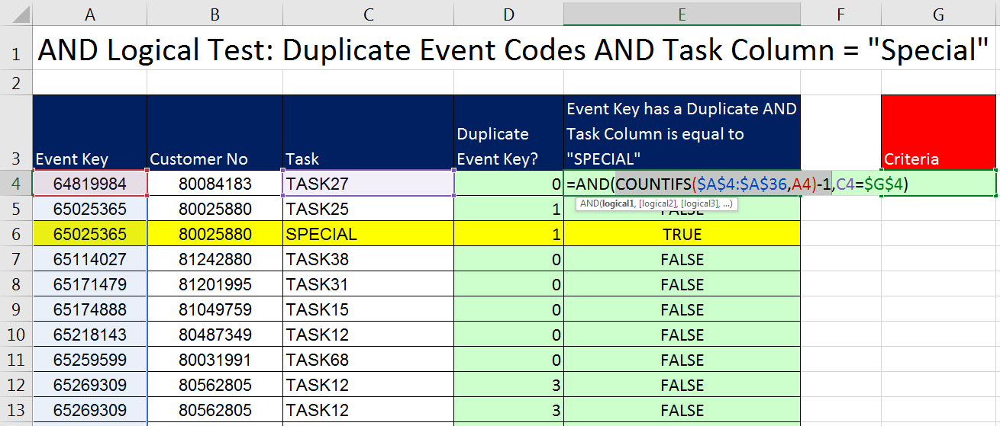 A B C D E F G
1 AND Logical Test: Duplicate Event Codes AND Task Column = "Special"
2
Event Key has a Duplicate AND
Duplicate Task Column is equal to
3 Event Key Customer No Task Event Key? "SPECIAL" Criteria
4 64819984 80084183 TASK27 0 =AND(COUNTIFS($A$4:$A$36,A4)-1,C4=$G$4)
AND(logical1, [logical2], [logical3], ...)
5 65025365 80025880 TASK25 1 FALSE
6 65025365 80025880 SPECIAL 1 TRUE
7 65114027 81242880 TASK38 0 FALSE
8 65171479 81201995 TASK31 0 FALSE
9 65174888 81049759 TASK15 0 FALSE
10 65218143 80487349 TASK12 0 FALSE
11 65259599 80031991 TASK68 0 FALSE
12 65269309 80562805 TASK12 3 FALSE
13 65269309 80562805 TASK12 3 FALSE